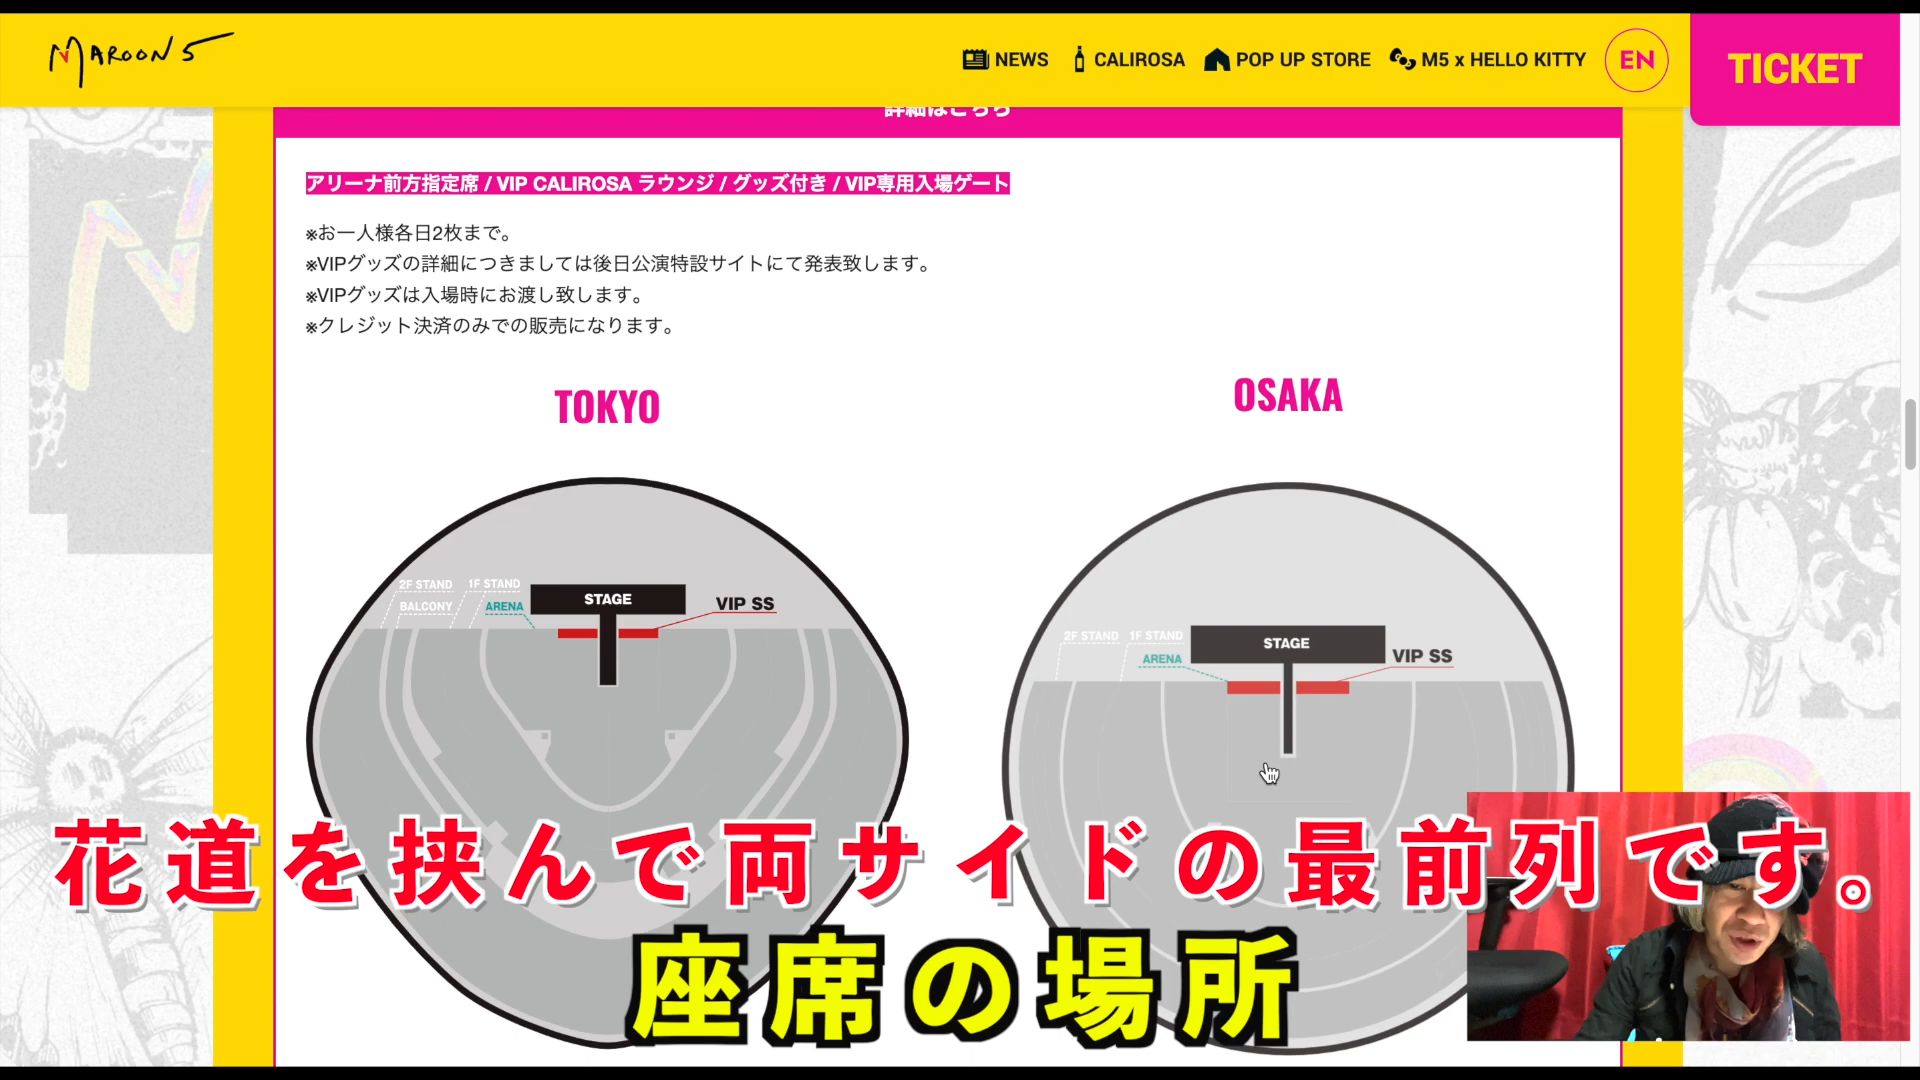 MAROON 5
NEWS
CALIROSA
POP UP STORE
M5 x HELLO KITTY
EN
TICKET
詳細はこちら
アリーナ前方指定席 / VIP CALIROSA ラウンジ / グッズ付き / VIP専用入場ゲート
※お一人様各日2枚まで。
※VIPグッズの詳細につきましては後日公演特設サイトにて発表致します。
※VIPグッズは入場時にお渡し致します。
※クレジット決済のみでの販売になります。
TOKYO
OSAKA
2F STAND
1F STAND
BALCONY
ARENA
STAGE
VIP SS
2F STAND
1F STAND
ARENA
STAGE
VIP SS
花道を挟んで両サイドの最前列です。
座席の場所